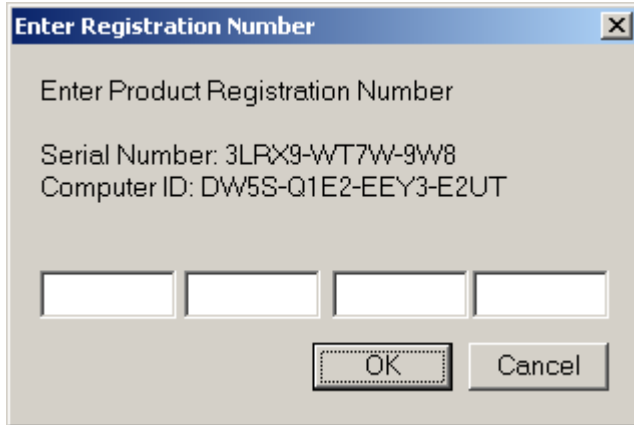 Enter Registration Number
Enter Product Registration Number
Serial Number: 3LRX9-WT7W-9W8
Computer ID: DW5S-Q1E2-EEY3-E2UT
OK
Cancel